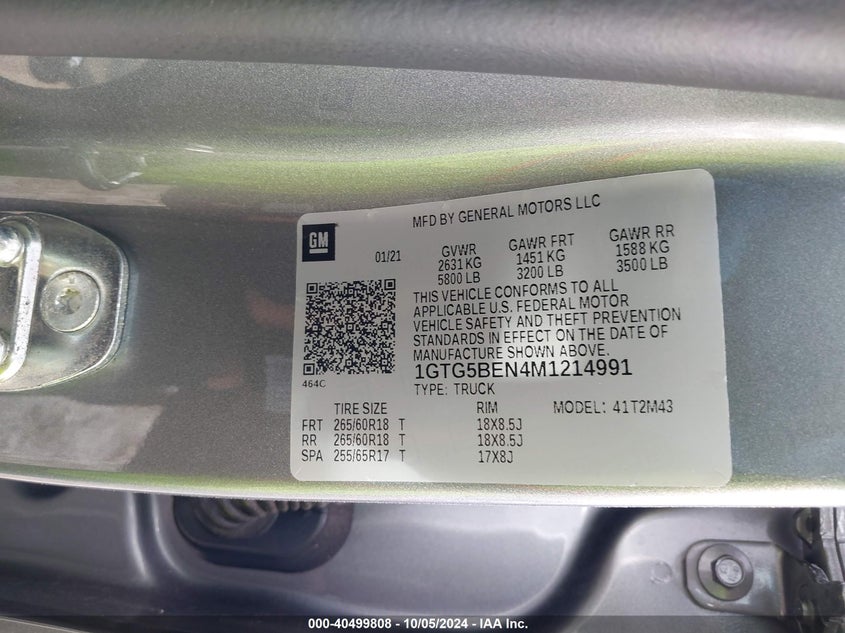 MFD BY GENERAL MOTORS LLC
GM
01/21
GVWR GAWR FRT GAWR RR
2631 KG 1451 KG 1588 KG
5800 LB 3200 LB 3500 LB
THIS VEHICLE CONFORMS TO ALL
APPLICABLE U.S. FEDERAL MOTOR
VEHICLE SAFETY AND THEFT PREVENTION
STANDARDS IN EFFECT ON THE DATE OF
MANUFACTURE SHOWN ABOVE.
464C
1GTG5BEN4M1214991
TYPE: TRUCK
TIRE SIZE RIM MODEL: 41T2M43
FRT 265/60R18 T 18X8.5J
RR 265/60R18 T 18X8.5J
SPA 255/65R17 T 17X8J
000-40499808 - 10/05/2024 - IAA Inc.